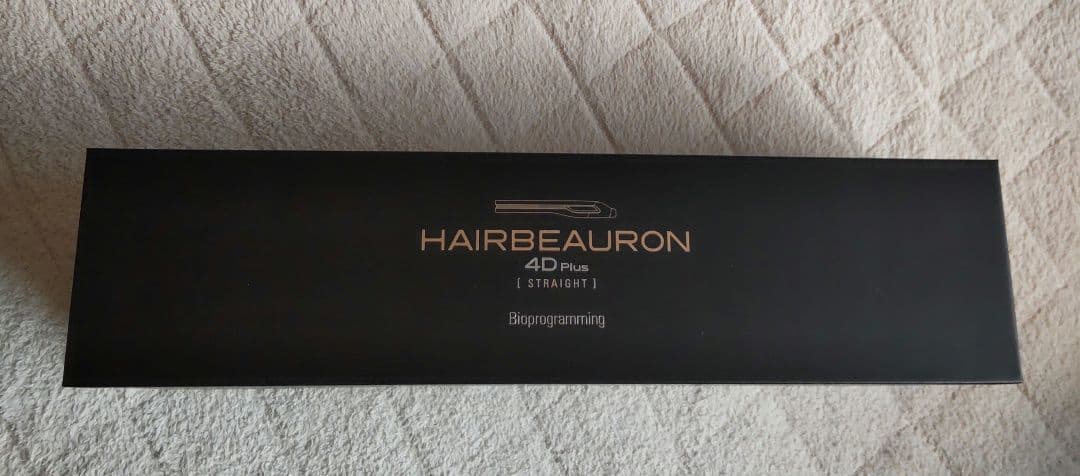 HAIRBEAURON
4D Plus
[ STRAIGHT ]
Bioprogramming